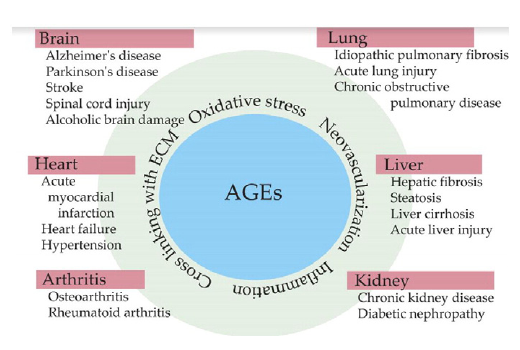 Brain
Alzheimer's disease
Parkinson's disease
Stroke
Spinal cord injury
Alcoholic brain damage
Lung
Idiopathic pulmonary fibrosis
Acute lung injury
Chronic obstructive
pulmonary disease
Oxidative stress
Neovascularization
Inflammation
Cross linking with ECM
AGEs
Heart
Acute
myocardial
infarction
Heart failure
Hypertension
Liver
Hepatic fibrosis
Steatosis
Liver cirrhosis
Acute liver injury
Arthritis
Osteoarthritis
Rheumatoid arthritis
Kidney
Chronic kidney disease
Diabetic nephropathy